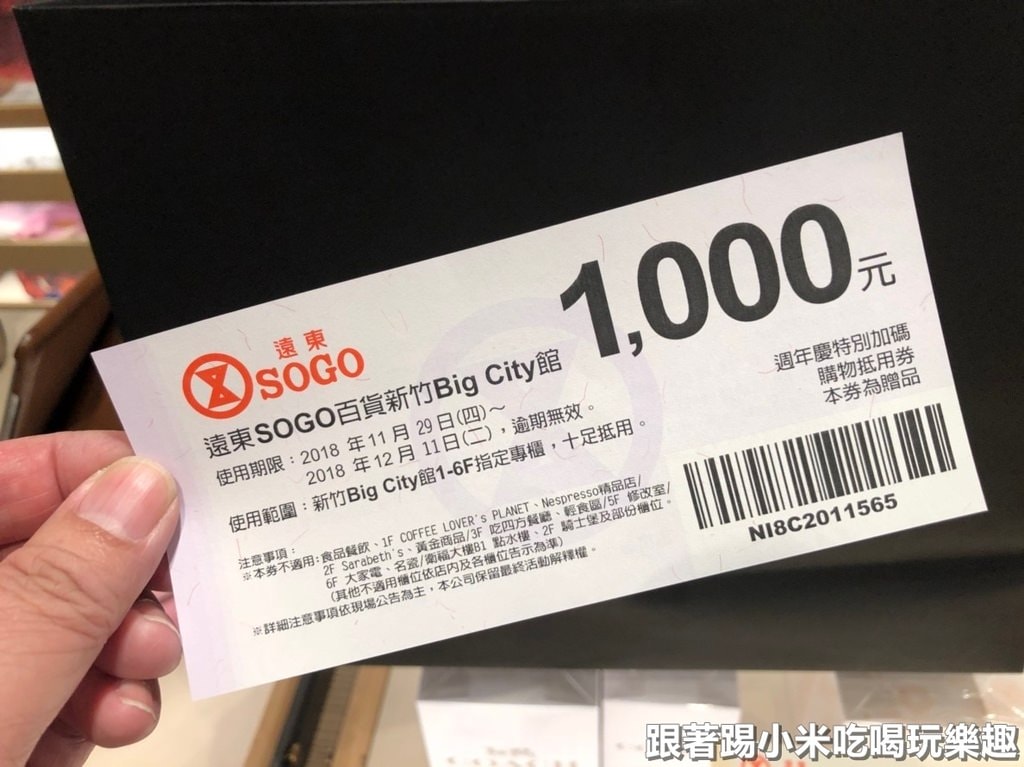 1,000元
遠東
SOGO
遠東SOGO百貨新竹Big City館
使用期限：2018 年 11 月 29 日(四)～
2018 年 12 月 11 日(二)，逾期無效。
使用範圍：新竹Big City館1-6F指定專櫃，十足抵用。
週年慶特別加碼
購物抵用券
本券為贈品
注意事項：
※本券不適用:食品餐飲、1F COFFEE LOVER's PLANET、Nespresso精品店/
2F Sarabeth's、黃金商品/3F 吃四方餐廳、輕食區/5F 修改室/
6F 大家電、名瓷/衛福大樓B1 點水樓、2F 騎士堡及部份櫃位。
(其他不適用櫃位依店內及各櫃位告示為準)
※詳細注意事項依現場公告為主，本公司保留最終活動解釋權。
NI8C2011565
COACH
跟著踢小米吃喝玩樂趣